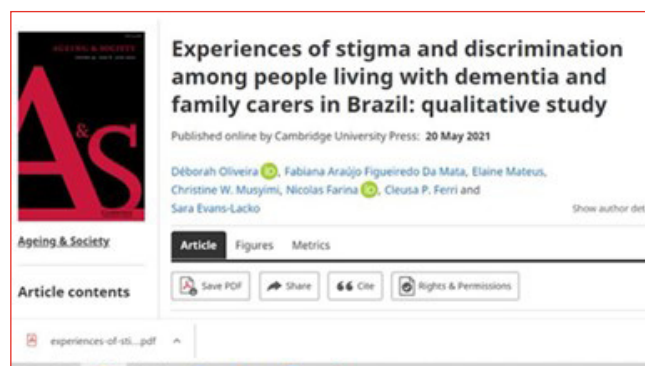 AGEING & SOCIETY
A&S
Ageing & Society
Article contents
Experiences of stigma and discrimination
among people living with dementia and
family carers in Brazil: qualitative study
Published online by Cambridge University Press: 20 May 2021
Déborah Oliveira iD, Fabiana Araújo Figueiredo Da Mata, Elaine Mateus,
Christine W. Musyimi, Nicolas Farina iD, Cleusa P. Ferri and
Sara Evans-Lacko
Show author det
Article Figures Metrics
Save PDF Share Cite Rights & Permissions
experiences-of-sti....pdf